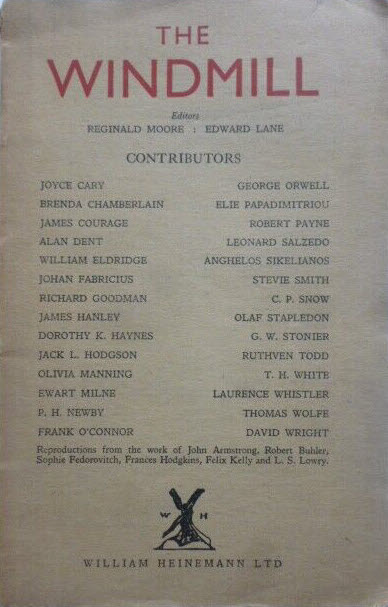 THE
WINDMILL
Editors
REGINALD MOORE : EDWARD LANE
CONTRIBUTORS
JOYCE CARY
BRENDA CHAMBERLAIN
JAMES COURAGE
ALAN DENT
WILLIAM ELDRIDGE
JOHAN FABRICIUS
RICHARD GOODMAN
JAMES HANLEY
DOROTHY K. HAYNES
JACK L. HODGSON
OLIVIA MANNING
EWART MILNE
P. H. NEWBY
FRANK O'CONNOR
GEORGE ORWELL
ELIE PAPADIMITRIOU
ROBERT PAYNE
LEONARD SALZEDO
ANGHELOS SIKELIANOS
STEVIE SMITH
C. P. SNOW
OLAF STAPLEDON
G. W. STONIER
RUTHVEN TODD
T. H. WHITE
LAURENCE WHISTLER
THOMAS WOLFE
DAVID WRIGHT
Reproductions from the work of John Armstrong, Robert Buhler,
Sophie Fedorovitch, Frances Hodgkins, Felix Kelly and L. S. Lowry.
W H
WILLIAM HEINEMANN LTD